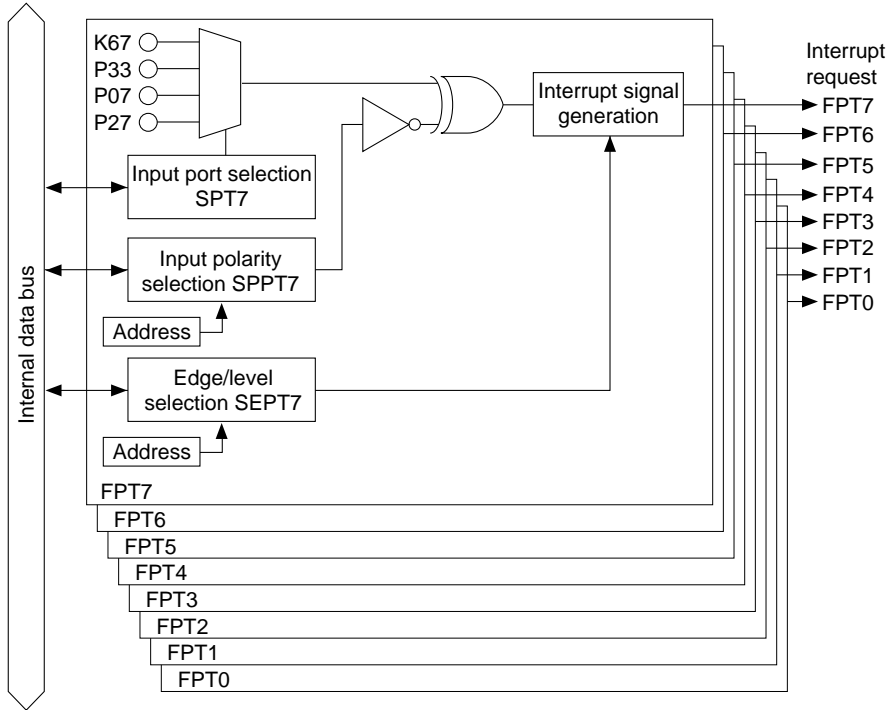 K67
P33
P07
P27
Input port selection
SPT7
Input polarity
selection SPPT7
Address
Edge/level
selection SEPT7
Address
Interrupt signal
generation
Interrupt
request
FPT7
FPT6
FPT5
FPT4
FPT3
FPT2
FPT1
FPT0
Internal data bus
FPT7
FPT6
FPT5
FPT4
FPT3
FPT2
FPT1
FPT0